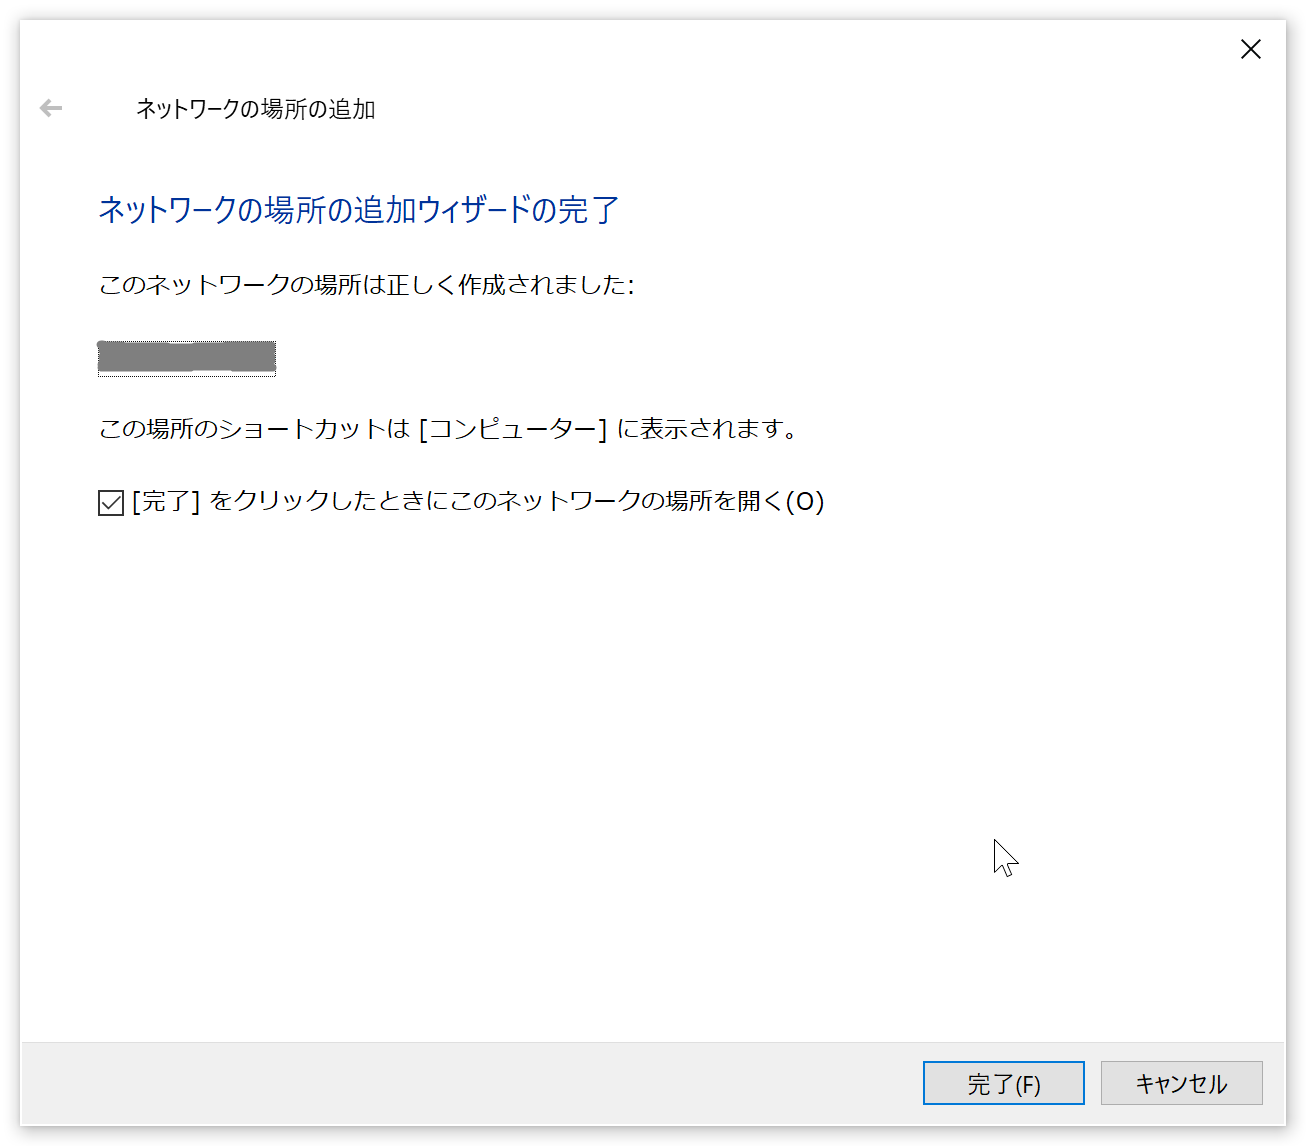 ネットワークの場所の追加
ネットワークの場所の追加ウィザードの完了
このネットワークの場所は正しく作成されました:
この場所のショートカットは [コンピューター] に表示されます。
[完了] をクリックしたときにこのネットワークの場所を開く(O)
完了(F)
キャンセル